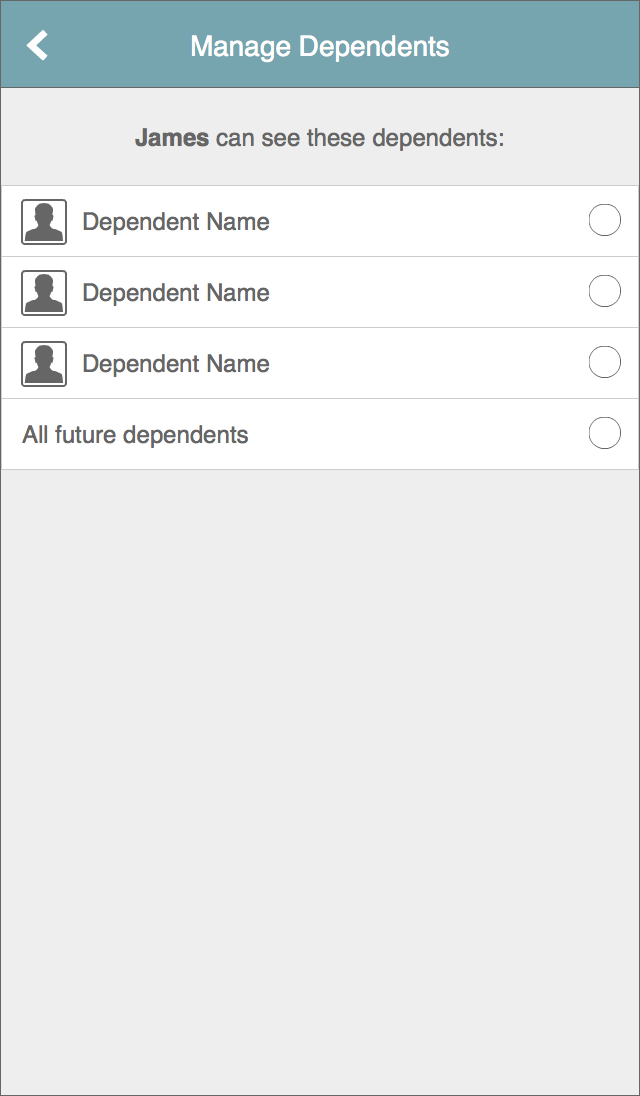 Manage Dependents
James can see these dependents:
Dependent Name
Dependent Name
Dependent Name
All future dependents